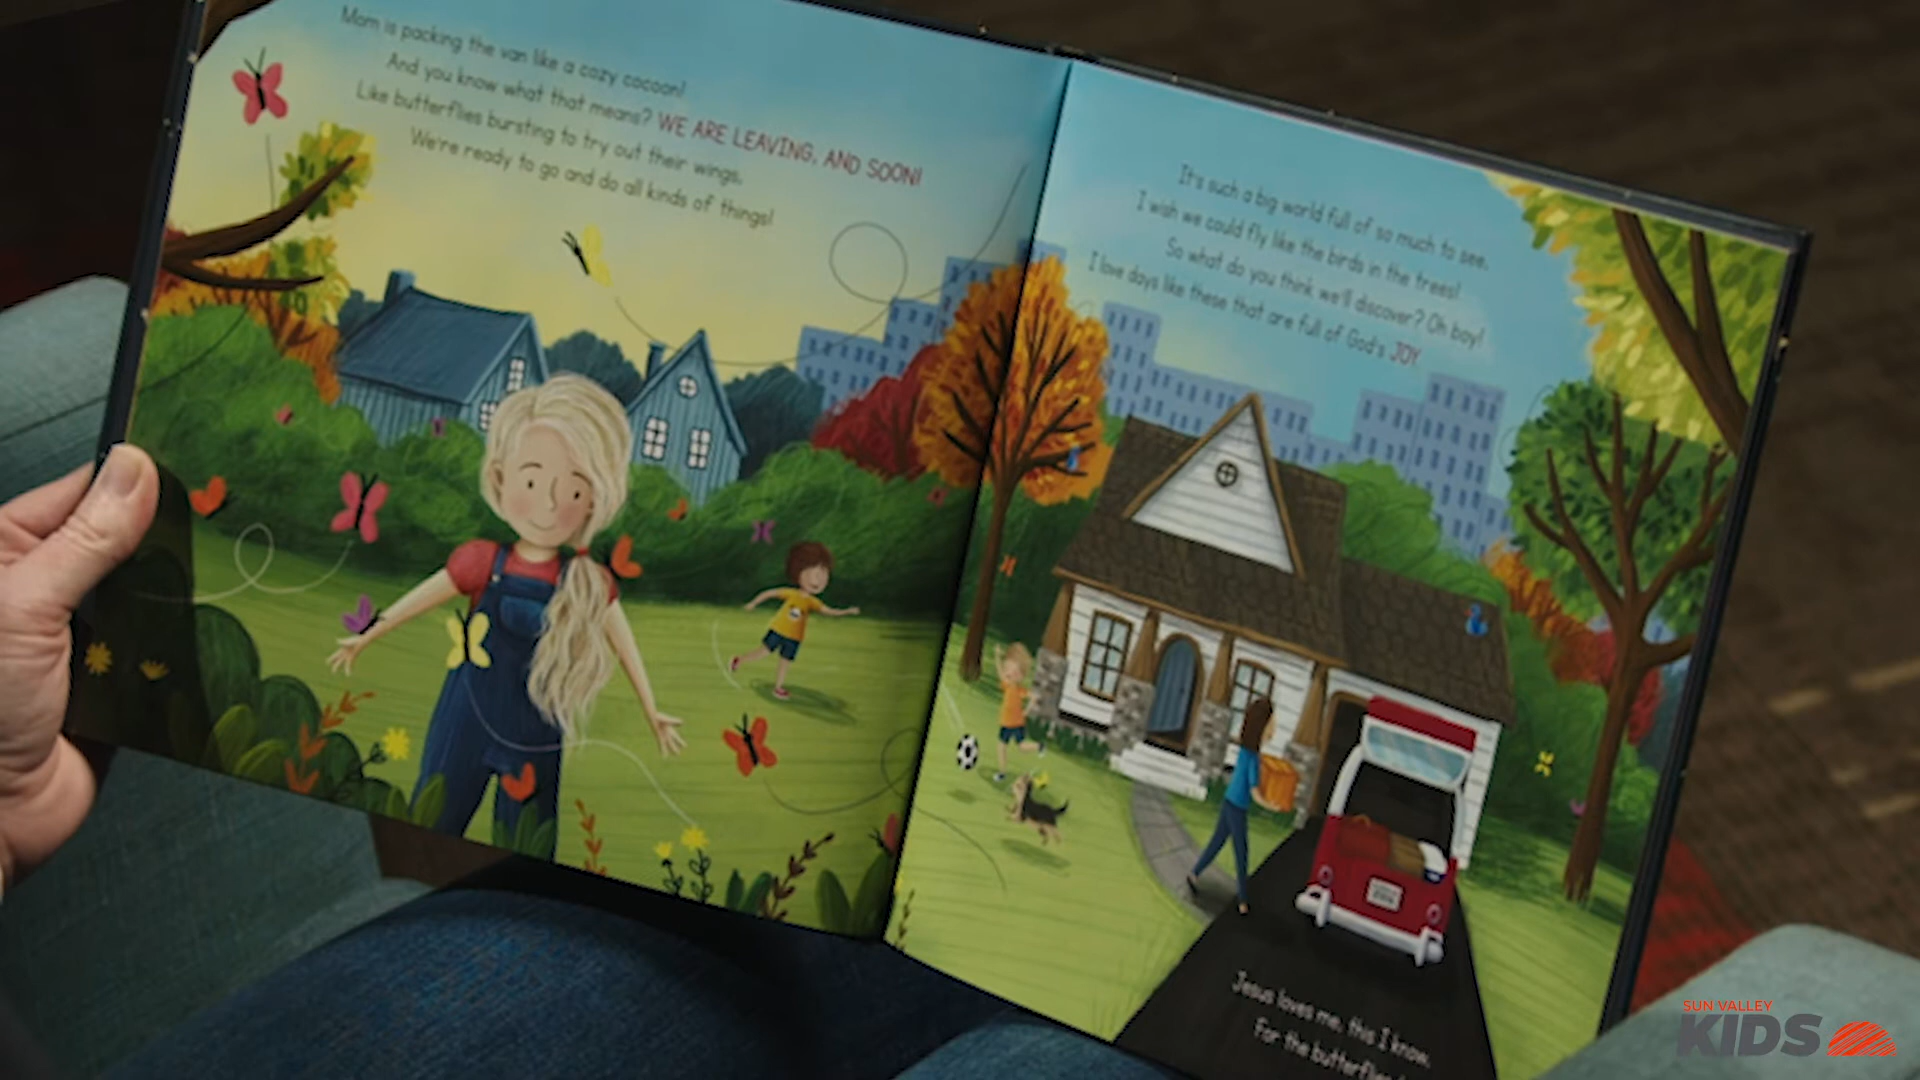 Mom is packing the van like a cozy cocoon!
And you know what that means? WE ARE LEAVING, AND SOON!
Like butterflies bursting to try out their wings,
We're ready to go and do all kinds of things!
It's such a big world full of so much to see.
I wish we could fly like the birds in the trees!
So what do you think we'll discover? Oh boy!
I love days like these that are full of God's JOY.
Jesus loves me, this I know.
For the butterflies
SUN VALLEY
KIDS